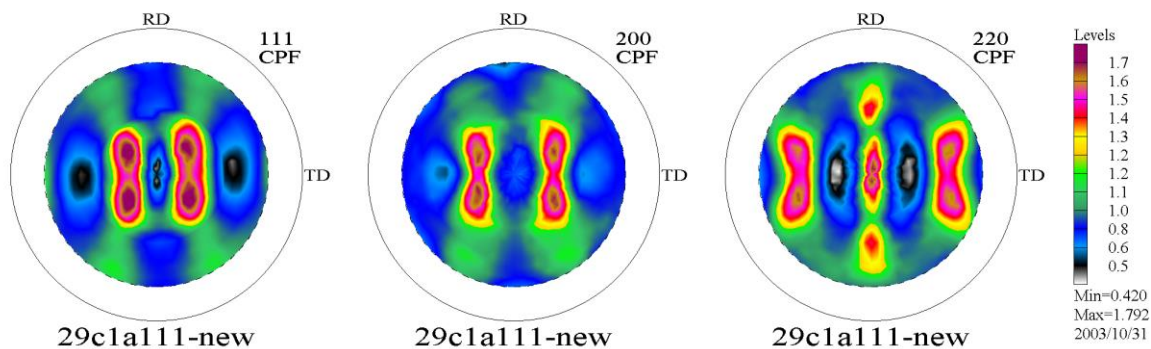 RD
111
CPF
TD
29c1a111-new
RD
200
CPF
TD
29c1a111-new
RD
220
CPF
TD
29c1a111-new
Levels
1.7
1.6
1.5
1.4
1.3
1.2
1.1
1.0
0.8
0.6
0.5
Min=0.420
Max=1.792
2003/10/31